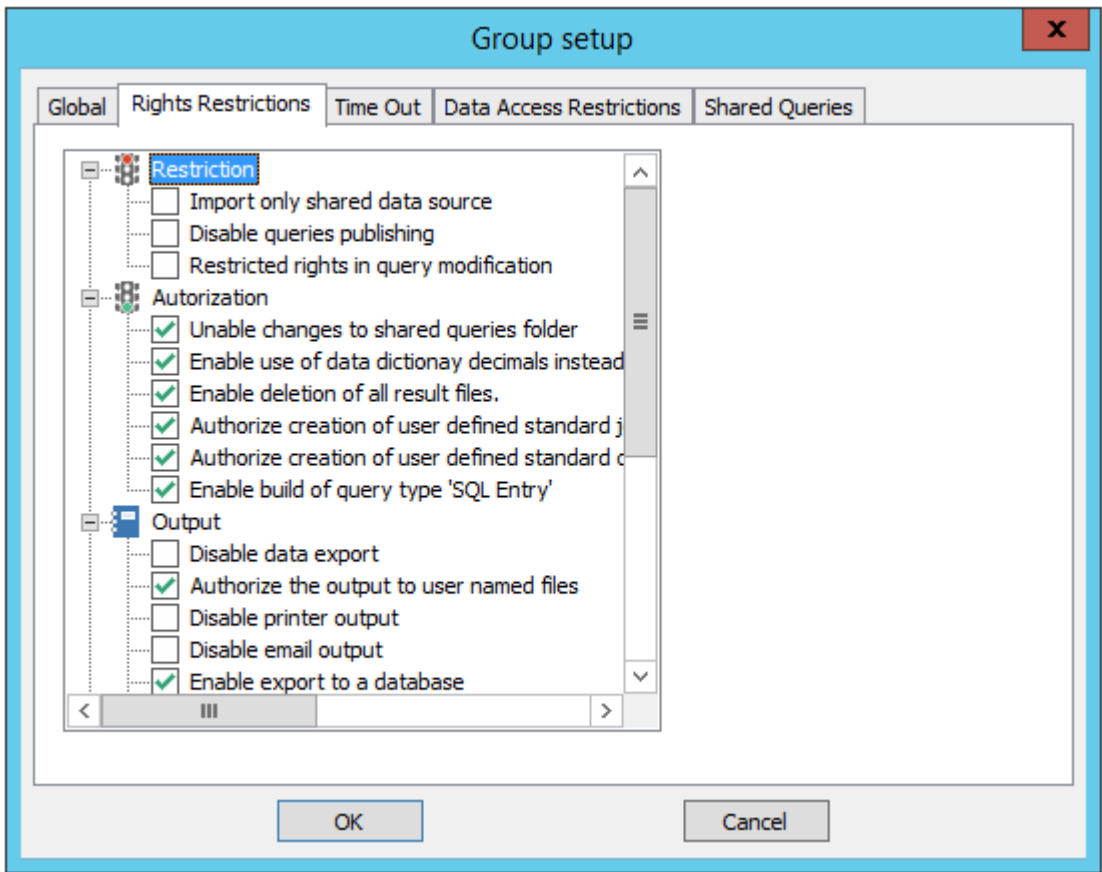 Group setup
x
Global
Rights Restrictions
Time Out
Data Access Restrictions
Shared Queries
Restriction
Import only shared data source
Disable queries publishing
Restricted rights in query modification
Autorization
Unable changes to shared queries folder
Enable use of data dictionay decimals instead
Enable deletion of all result files.
Authorize creation of user defined standard j
Authorize creation of user defined standard
Enable build of query type 'SQL Entry'
Output
Disable data export
Authorize the output to user named files
Disable printer output
Disable email output
Enable export to a database
OK
Cancel